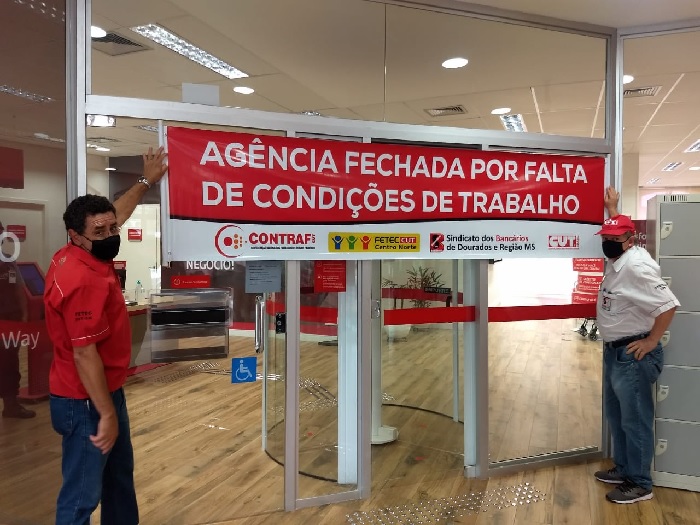 AGÊNCIA FECHADA POR FALTA
DE CONDIÇÕES DE TRABALHO
CONTRAF
FETEC CUT
Centro Norte
Sindicato dos Bancários
de Dourados e Região MS
CUT
NEGÓCIO!
Way